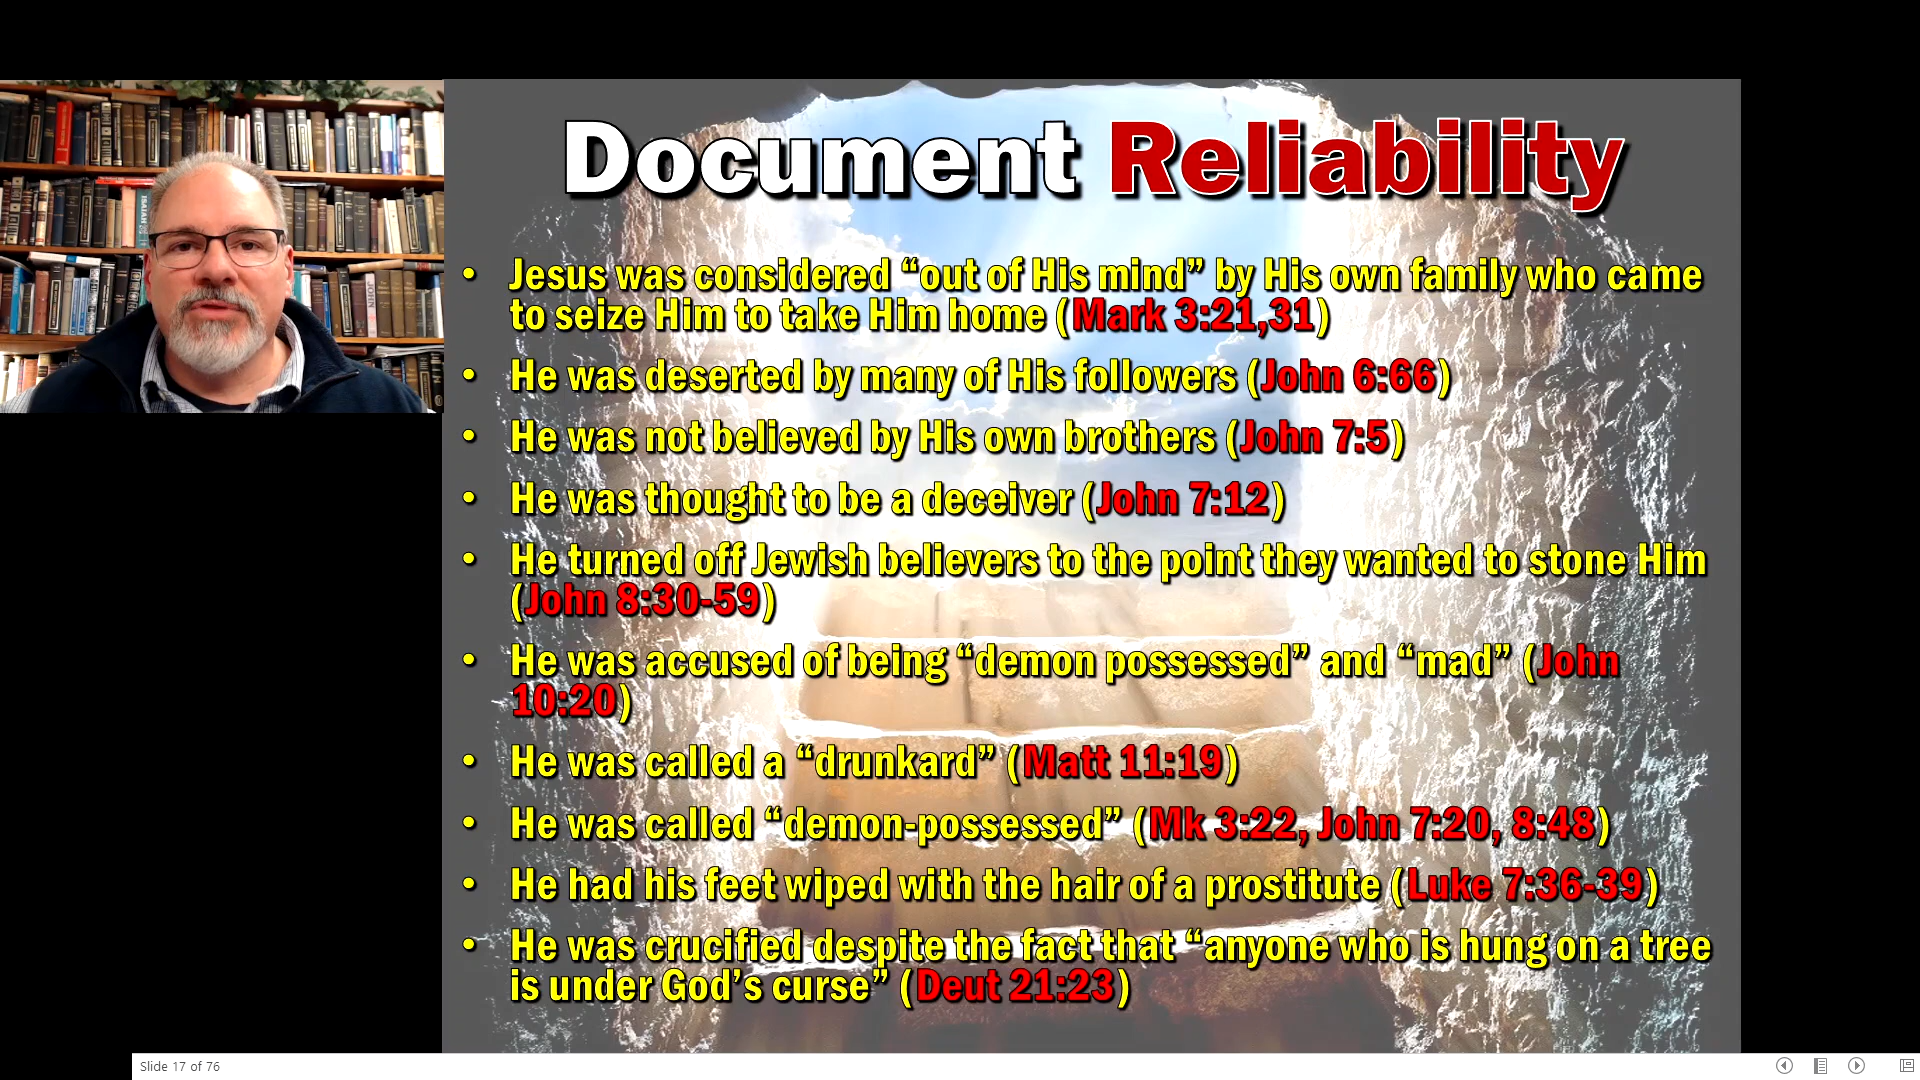 Document Reliability
• Jesus was considered “out of His mind” by His own family who came
to seize Him to take Him home (Mark 3:21,31)
• He was deserted by many of His followers (John 6:66)
• He was not believed by His own brothers (John 7:5)
• He was thought to be a deceiver (John 7:12)
• He turned off Jewish believers to the point they wanted to stone Him
(John 8:30-59)
• He was accused of being “demon possessed” and “mad” (John
10:20)
• He was called a “drunkard” (Matt 11:19)
• He was called “demon-possessed” (Mk 3:22, John 7:20, 8:48)
• He had his feet wiped with the hair of a prostitute (Luke 7:36-39)
• He was crucified despite the fact that “anyone who is hung on a tree
is under God’s curse” (Deut 21:23)
ISAIAH
JOHN
Slide 17 of 76